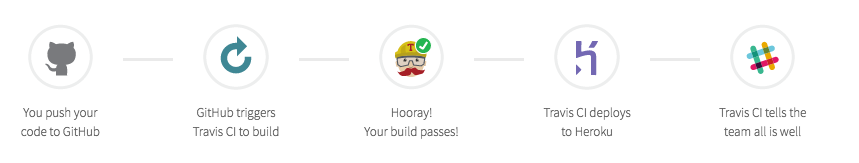 You push your
code to GitHub
GitHub triggers
Travis CI to build
Hooray!
Your build passes!
Travis CI deploys
to Heroku
Travis CI tells the
team all is well